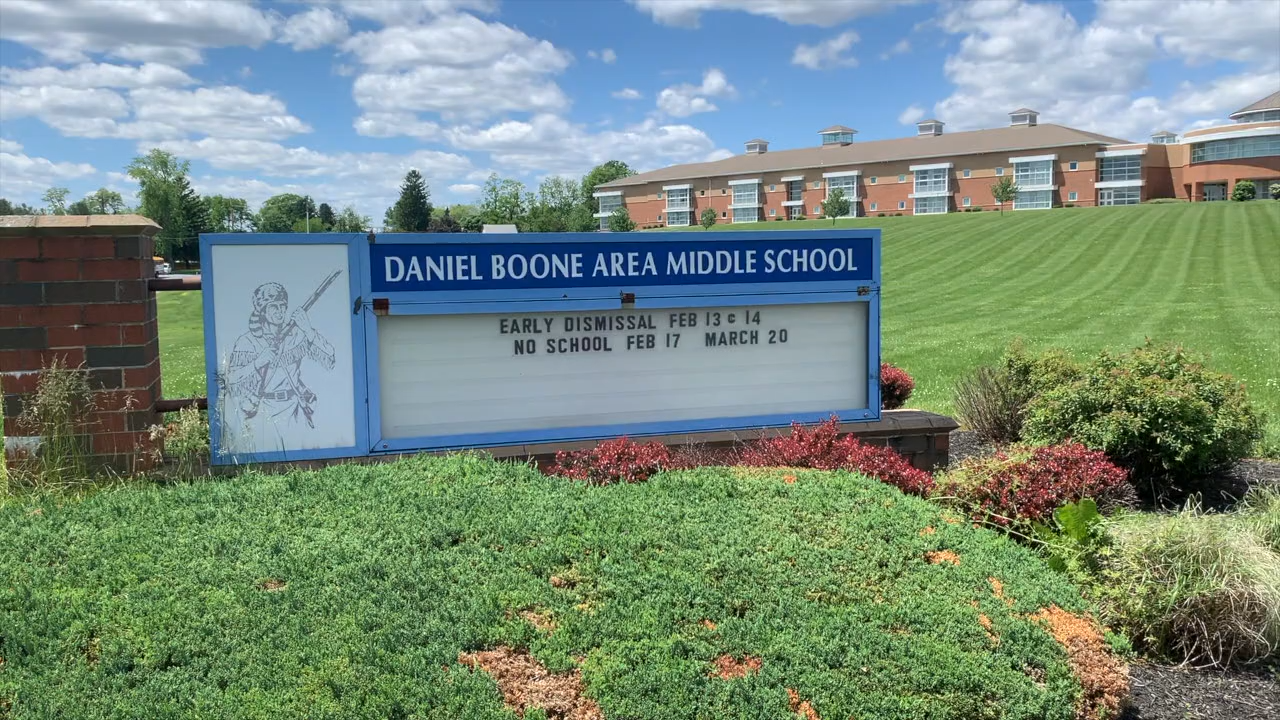 DANIEL BOONE AREA MIDDLE SCHOOL
EARLY DISMISSAL FEB 13 & 14
NO SCHOOL FEB 17 MARCH 20